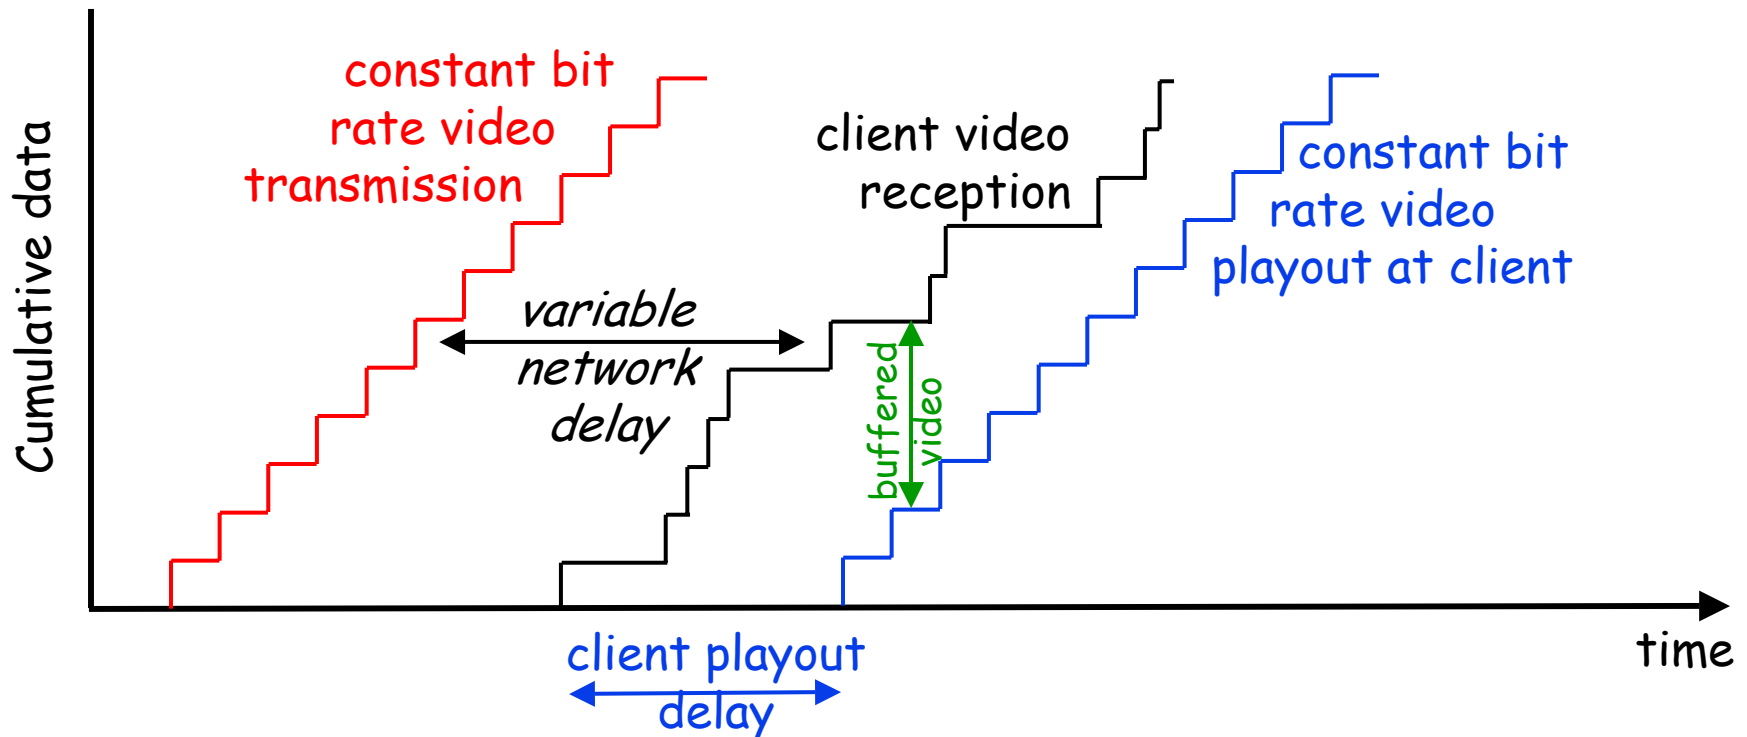 constant bit
rate video
transmission
client video
reception
constant bit
rate video
playout at client
Cumulative data
variable
network
delay
buffered
video
time
client playout
delay